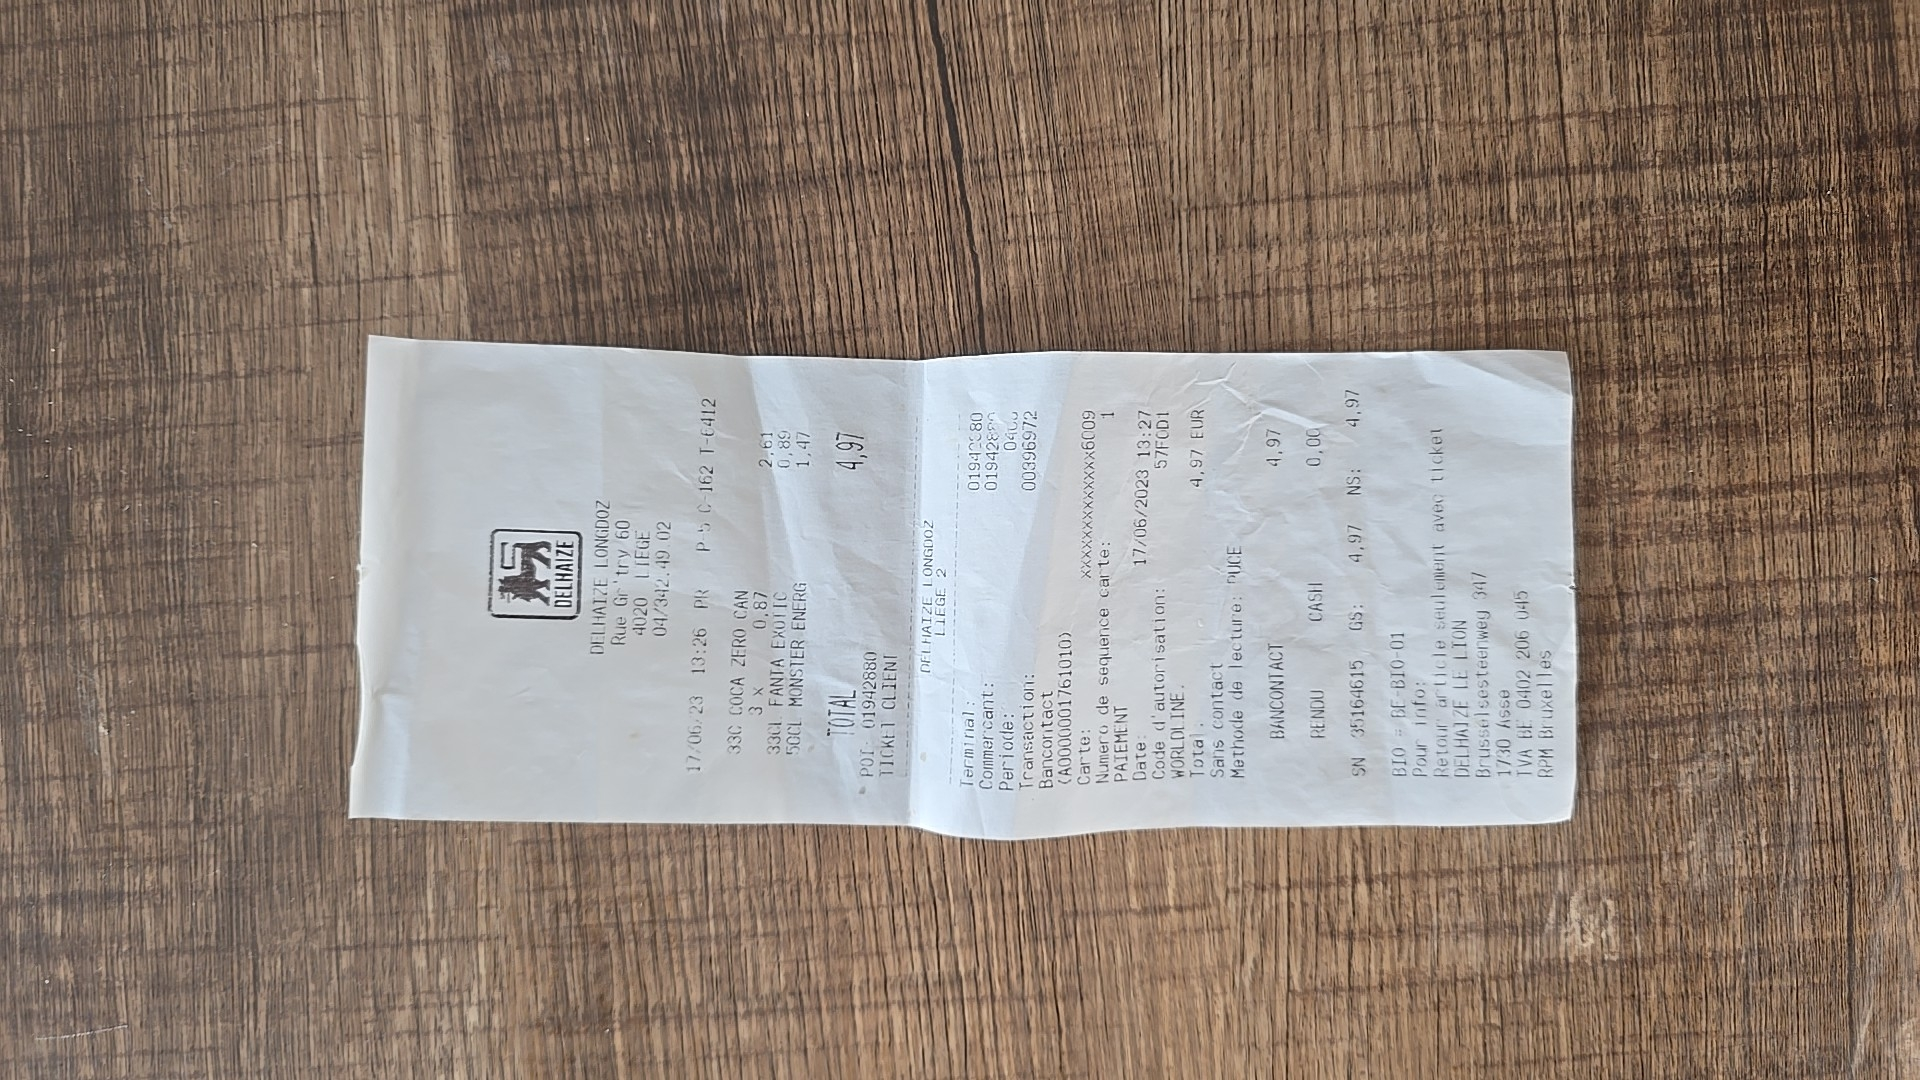 DELHAIZE
DELHAIZE LONGDOZ
Rue Gr try 60
4020 LIEGE
04/342.49 02
17/06/23 13:26 PR P-5 C-162 T-6412
33C COCA ZERO CAN 2,61
3 x 0,87
33CL FANTA EXOTIC 0,89
50CL MONSTER ENERG 1,47
TOTAL 4,97
POI: 01942880
TICKET CLIENT
DELHAIZE LONGDOZ
LIEGE 2
Terminal: 01942880
Commercant:
Periode:
Transaction: 00396972
Bancontact
(A0000001761010)
Carte: xxxxxxxxxxxxxxx6009
Numero de sequence carte: 1
PAIEMENT
Date: 17/06/2023 13:27
Code d'autorisation: 57F0D1
WORLDLINE.
Total: 4,97 EUR
Sans contact
Methode de lecture: PUCE
BANCONTACT 4,97
RENDU CASH 0,00
SN 35164615 GS: 4,97 NS: 4,97
BIO = BE-BIO-01
Pour info:
Retour article seulement avec ticket
DELHAIZE LE LION
Brusselsesteenweg 347
1730 Asse
TVA BE 0402 206 045
RPM Bruxelles